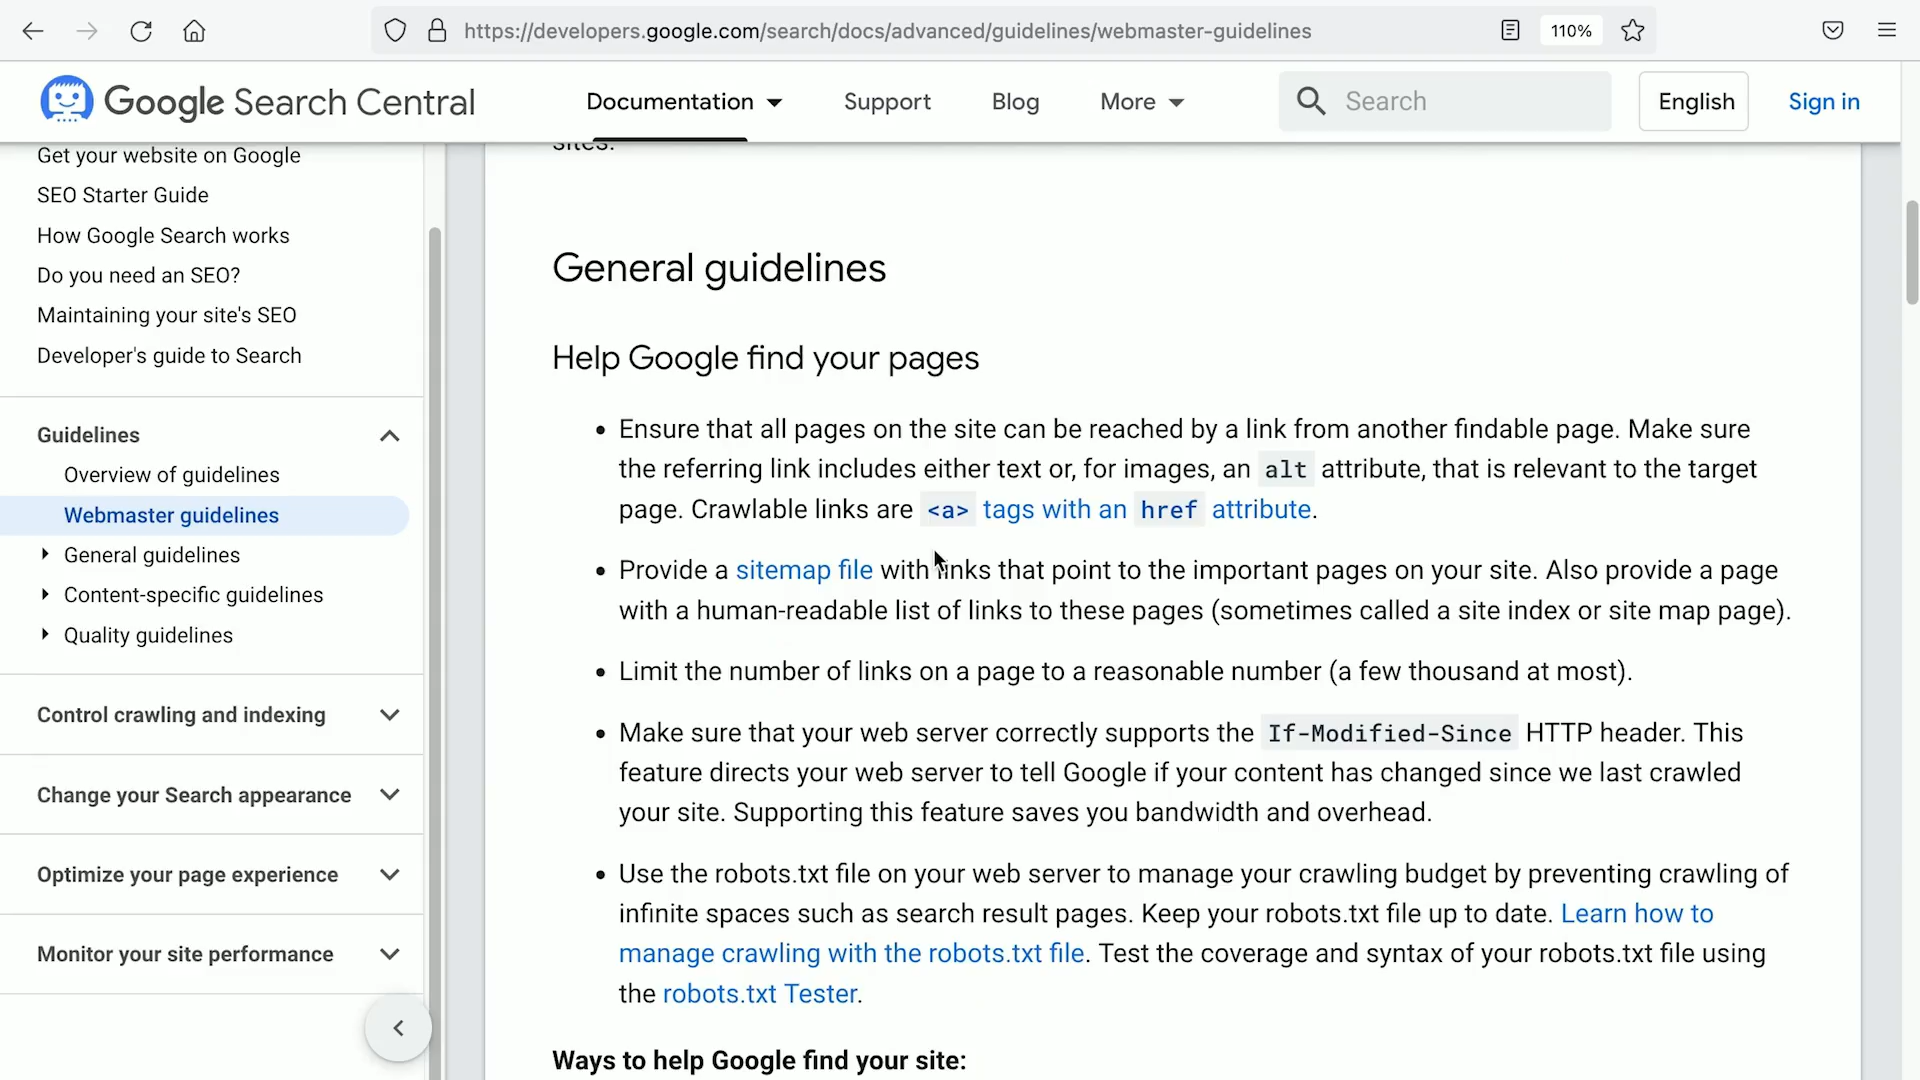 https://developers.google.com/search/docs/advanced/guidelines/webmaster-guidelines
110%
Google Search Central
Documentation
Support
Blog
More
Search
English
Sign in
Get your website on Google
SEO Starter Guide
How Google Search works
Do you need an SEO?
Maintaining your site's SEO
Developer's guide to Search
Guidelines
Overview of guidelines
Webmaster guidelines
General guidelines
Content-specific guidelines
Quality guidelines
Control crawling and indexing
Change your Search appearance
Optimize your page experience
Monitor your site performance
sites.
General guidelines
Help Google find your pages
• Ensure that all pages on the site can be reached by a link from another findable page. Make sure
the referring link includes either text or, for images, an alt attribute, that is relevant to the target
page. Crawlable links are <a> tags with an href attribute.
• Provide a sitemap file with links that point to the important pages on your site. Also provide a page
with a human-readable list of links to these pages (sometimes called a site index or site map page).
• Limit the number of links on a page to a reasonable number (a few thousand at most).
• Make sure that your web server correctly supports the If-Modified-Since HTTP header. This
feature directs your web server to tell Google if your content has changed since we last crawled
your site. Supporting this feature saves you bandwidth and overhead.
• Use the robots.txt file on your web server to manage your crawling budget by preventing crawling of
infinite spaces such as search result pages. Keep your robots.txt file up to date. Learn how to
manage crawling with the robots.txt file. Test the coverage and syntax of your robots.txt file using
the robots.txt Tester.
Ways to help Google find your site: